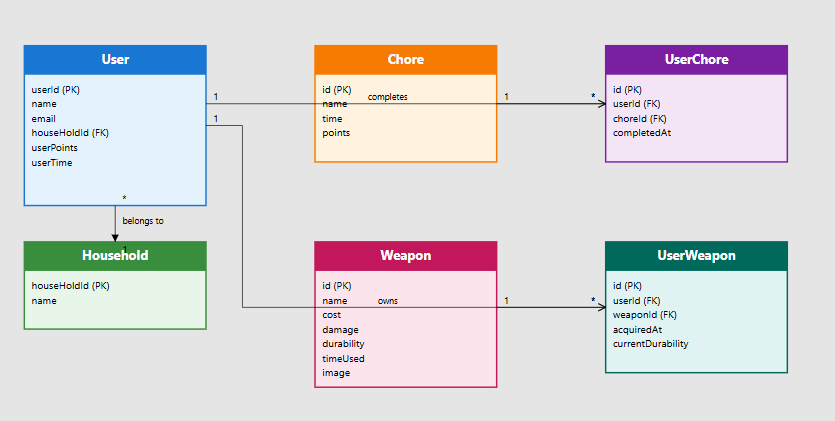 User
userId (PK)
name
email
houseHoldId (FK)
userPoints
userTime
1
1
*
belongs to
1
Household
houseHoldId (PK)
name
Chore
id (PK)
name
completes
time
points
1
*
UserChore
id (PK)
userId (FK)
choreId (FK)
completedAt
Weapon
id (PK)
name
owns
cost
damage
durability
timeUsed
image
1
*
UserWeapon
id (PK)
userId (FK)
weaponId (FK)
acquiredAt
currentDurability